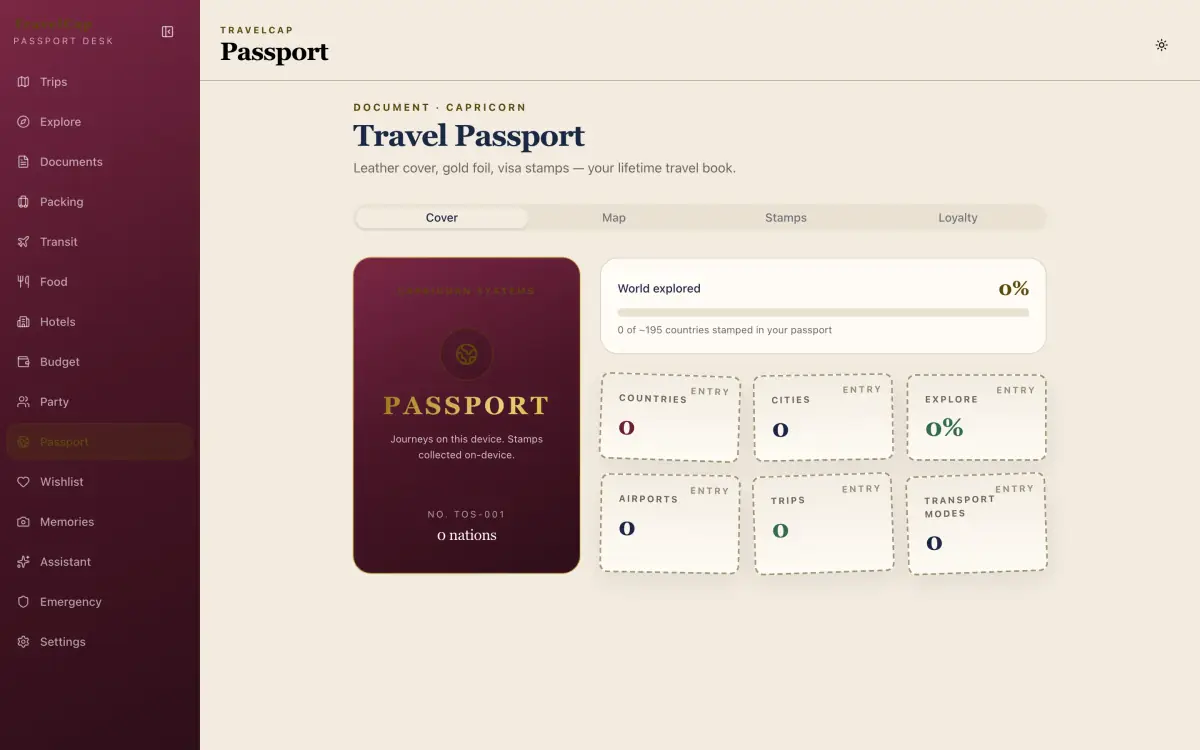 TravelCap
PASSPORT DESK
Trips
Explore
Documents
Packing
Transit
Food
Hotels
Budget
Party
Passport
Wishlist
Memories
Assistant
Emergency
Settings
TRAVELCAP
Passport
DOCUMENT · CAPRICORN
Travel Passport
Leather cover, gold foil, visa stamps — your lifetime travel book.
Cover
Map
Stamps
Loyalty
PASSPORT
Journeys on this device. Stamps
collected on-device.
NO. TOS-001
0 nations
World explored
0%
0 of ~195 countries stamped in your passport
ENTRY
COUNTRIES
0
ENTRY
CITIES
0
ENTRY
EXPLORE
0%
ENTRY
AIRPORTS
0
ENTRY
TRIPS
0
ENTRY
TRANSPORT
MODES
0